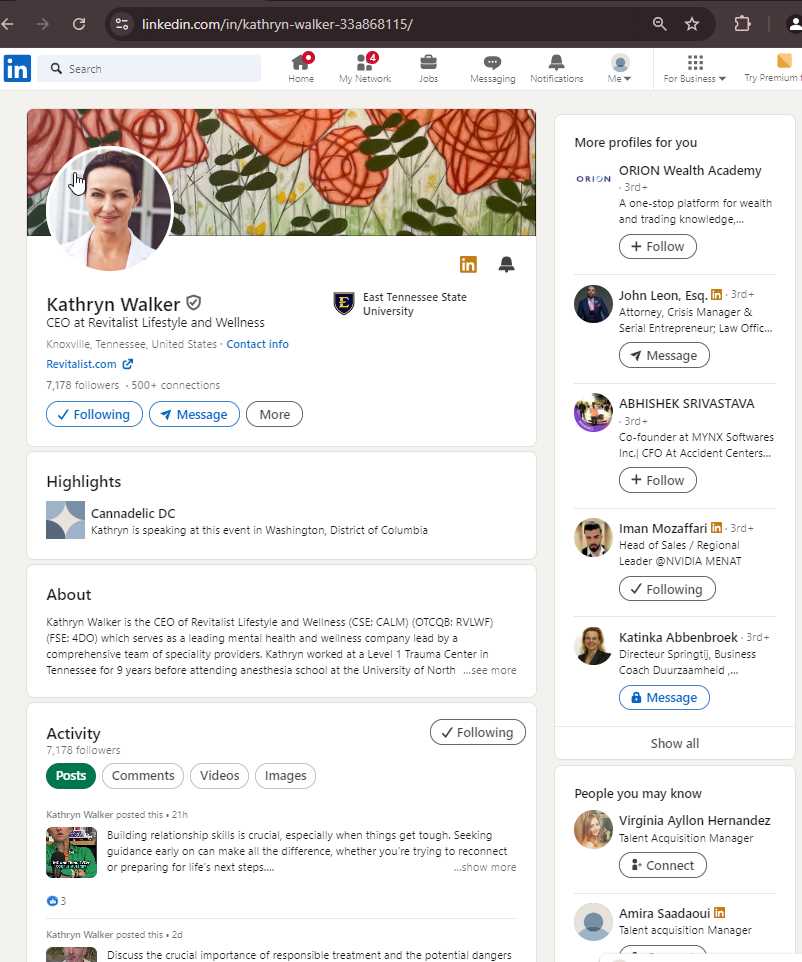 linkedin.com/in/kathryn-walker-33a868115/
in
Search
Home
4
My Network
Jobs
Messaging
Notifications
Me
For Business
Try Premium f
Kathryn Walker
CEO at Revitalist Lifestyle and Wellness
Knoxville, Tennessee, United States · Contact info
Revitalist.com
7,178 followers · 500+ connections
Following
Message
More
in
E
East Tennessee State
University
Highlights
Cannadelic DC
Kathryn is speaking at this event in Washington, District of Columbia
About
Kathryn Walker is the CEO of Revitalist Lifestyle and Wellness (CSE: CALM) (OTCQB: RVLWF)
(FSE: 4DO) which serves as a leading mental health and wellness company lead by a
comprehensive team of speciality providers. Kathryn worked at a Level 1 Trauma Center in
Tennessee for 9 years before attending anesthesia school at the University of North ...see more
Activity
7,178 followers
Following
Posts
Comments
Videos
Images
Kathryn Walker posted this • 21h
Building relationship skills is crucial, especially when things get tough. Seeking
guidance early on can make all the difference, whether you're trying to reconnect
or preparing for life's next steps....
...show more
3
Kathryn Walker posted this • 2d
Discuss the crucial importance of responsible treatment and the potential dangers
More profiles for you
ORION
ORION Wealth Academy
· 3rd+
A one-stop platform for wealth
and trading knowledge,...
Follow
John Leon, Esq. in · 3rd+
Attorney, Crisis Manager &
Serial Entrepreneur; Law Offic...
Message
ABHISHEK SRIVASTAVA
· 3rd+
Co-founder at MYNX Softwares
Inc.| CFO At Accident Centers...
Follow
Iman Mozaffari in · 3rd+
Head of Sales / Regional
Leader @NVIDIA MENAT
Following
Katinka Abbenbroek · 3rd+
Directeur Springtij, Business
Coach Duurzaamheid ,...
Message
Show all
People you may know
Virginia Ayllon Hernandez
Talent Acquisition Manager
Connect
Amira Saadaoui in
Talent acquisition Manager